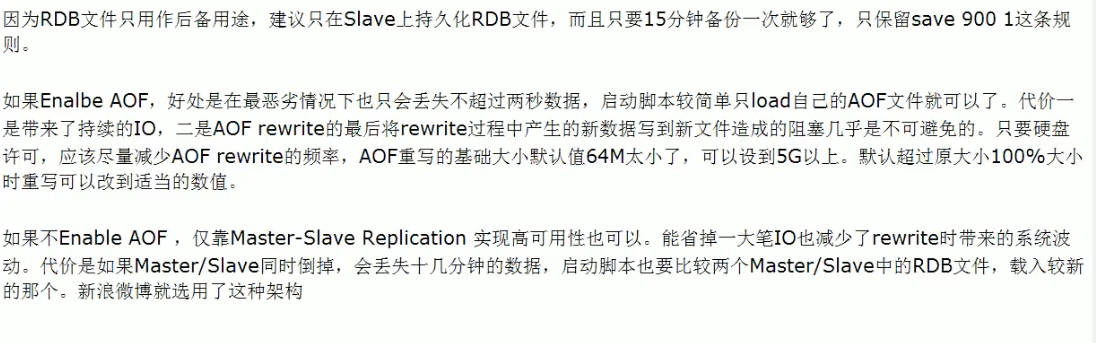 因为RDB文件只用作后备用途，建议只在Slave上持久化RDB文件，而且只要15分钟备份一次就够了，只保留save 900 1这条规
则。
如果Enalbe AOF，好处是在最恶劣情况下也只会丢失不超过两秒数据，启动脚本较简单只load自己的AOF文件就可以了。代价一
是带来了持续的IO，二是AOF rewrite的最后将rewrite过程中产生的新数据写到新文件造成的阻塞几乎是不可避免的。只要硬盘
许可，应该尽量减少AOF rewrite的频率，AOF重写的基础大小默认值64M太小了，可以设到5G以上。默认超过原大小100%大小
时重写可以改到适当的数值。
如果不Enable AOF ，仅靠Master-Slave Replication 实现高可用性也可以。能省掉一大笔IO也减少了rewrite时带来的系统波
动。代价是如果Master/Slave同时倒掉，会丢失十几分钟的数据，启动脚本也要比较两个Master/Slave中的RDB文件，载入较新
的那个。新浪微博就选用了这种架构